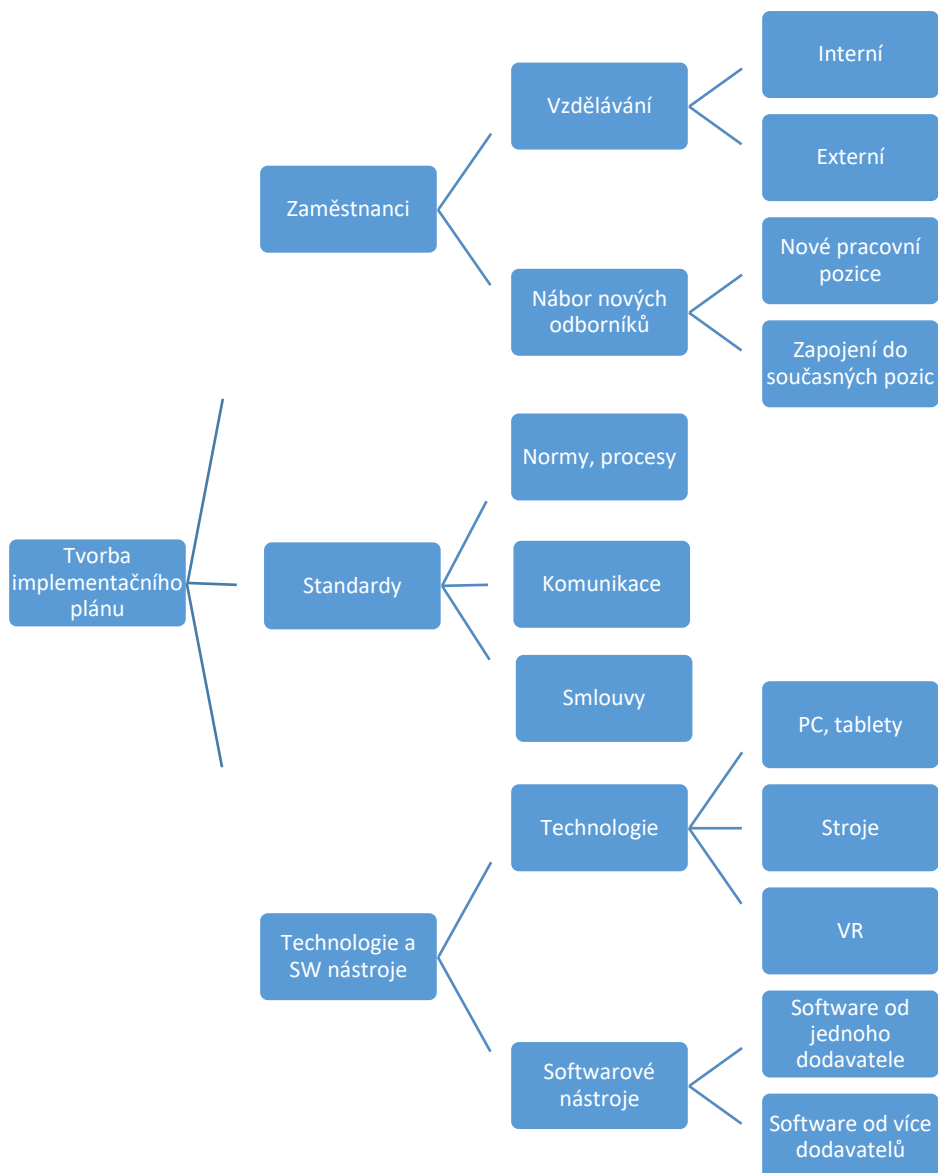 Interní
Vzdělávání
Externí
Zaměstnanci
Nové pracovní
pozice
Nábor nových
odborníků
Zapojení do
současných pozic
Normy, procesy
Tvorba
implementačního
plánu
Standardy
Komunikace
Smlouvy
PC, tablety
Technologie
Stroje
VR
Technologie a
SW nástroje
Software od
jednoho
dodavatele
Softwarové
nástroje
Software od více
dodavatelů